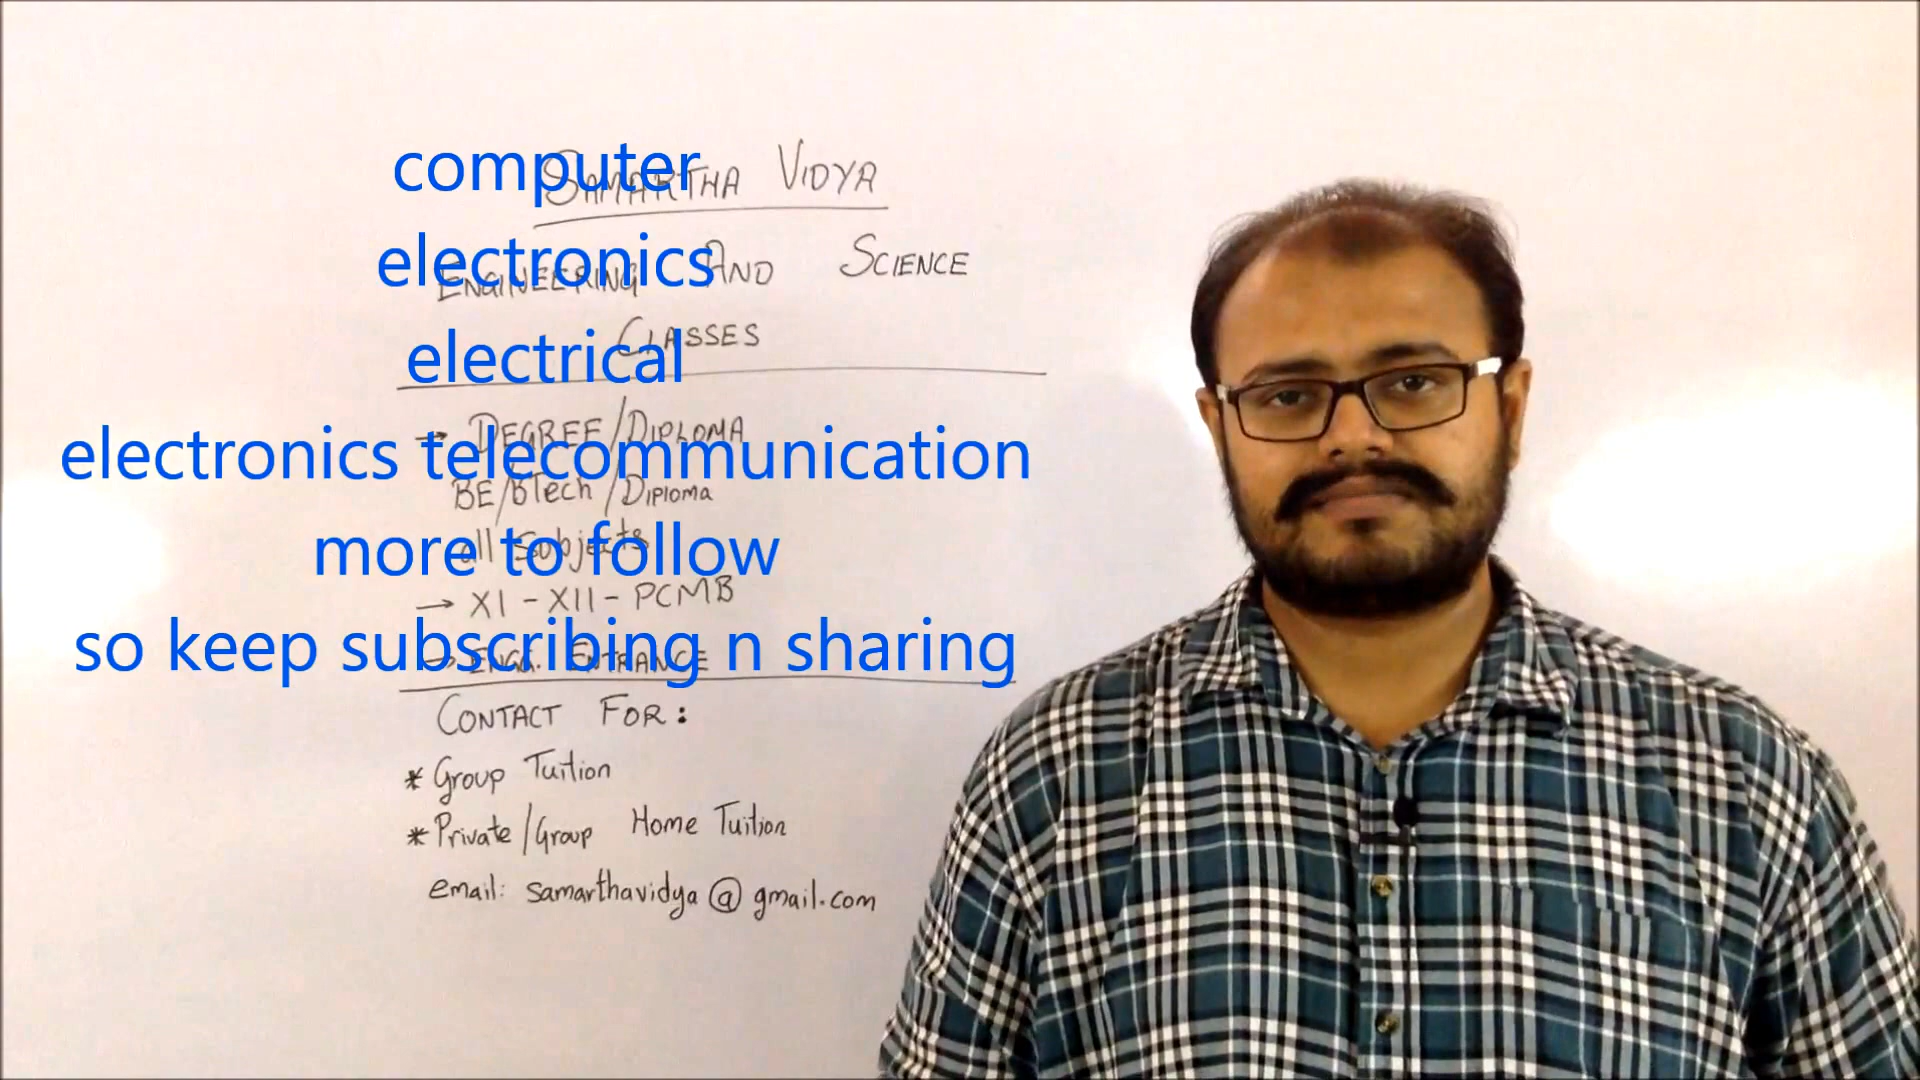 computer
electronics
electrical
electronics telecommunication
more to follow
so keep subscribing n sharing
SAMARTHA VIDYA
ENGINEERING AND SCIENCE
CLASSES
→ DEGREE/DIPLOMA
BE/BTech/Diploma
all Subjects
→ XI - XII - PCMB
→ ENGG. ENTRANCE
CONTACT FOR:
* Group Tuition
* Private/Group Home Tuition
email: samarthavidya@gmail.com